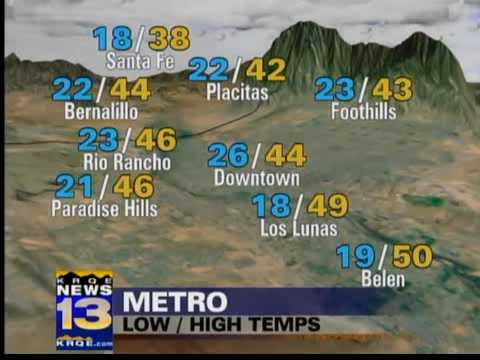 18/38
Santa Fe
22/42
Placitas
22/44
Bernalillo
23/43
Foothills
23/46
Rio Rancho
26/44
Downtown
21/46
Paradise Hills
18/49
Los Lunas
19/50
Belen
KRQE
NEWS
13
KRQE.com
METRO
LOW / HIGH TEMPS